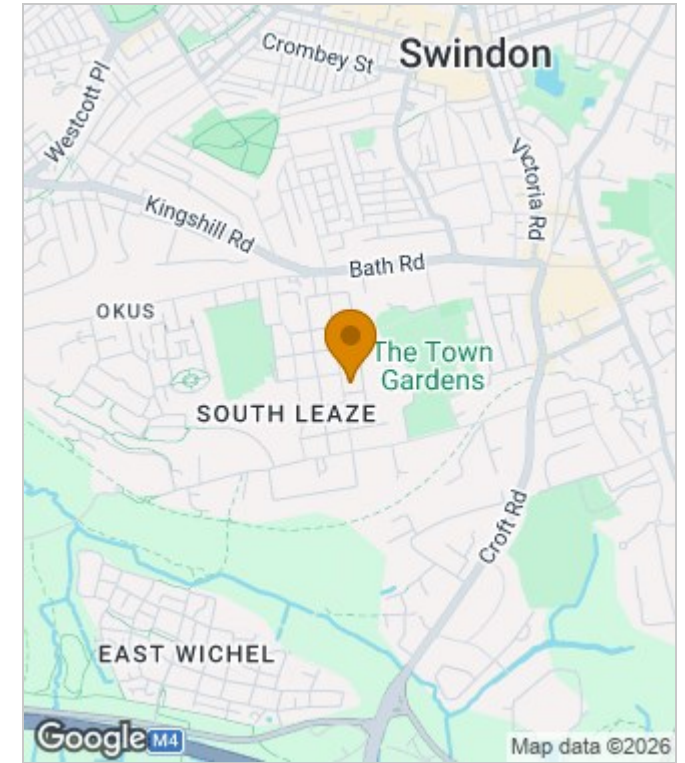 Swindon
Crombey St
Westcott Pl
Victoria Rd
Kingshill Rd
Bath Rd
OKUS
The Town
Gardens
SOUTH LEAZE
Croft Rd
EAST WICHEL
Google
M4
Map data ©2026